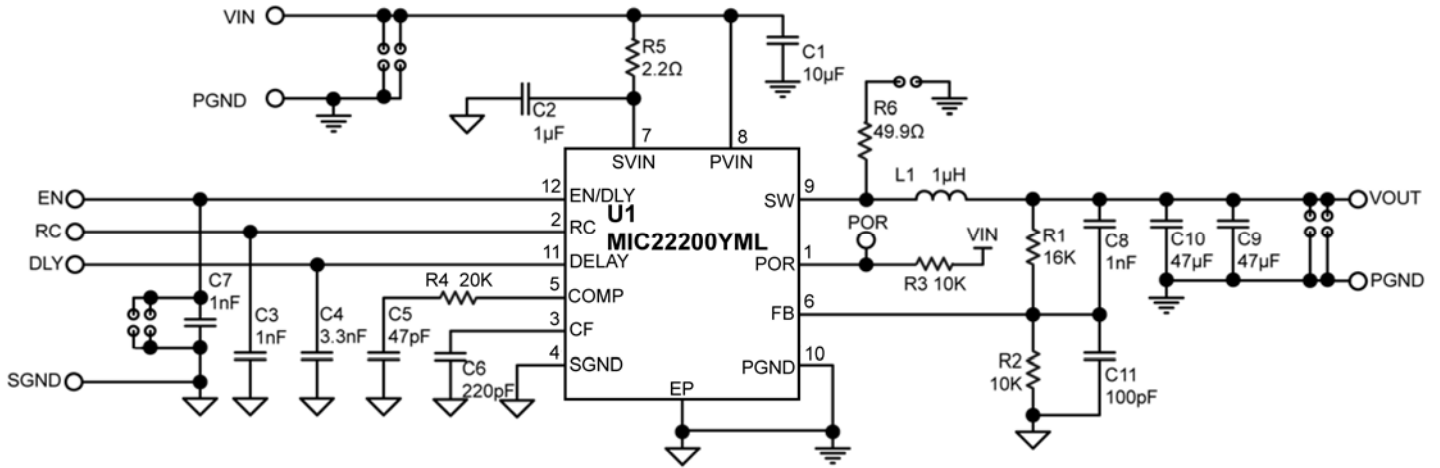 VIN
PGND
R5
2.2Ω
C1
10µF
C2
1µF
7
8
SVIN
PVIN
R6
49.9Ω
EN
RC
DLY
SGND
12
2
11
5
3
4
EN/DLY
RC
DELAY
COMP
CF
SGND
U1
MIC22200YML
EP
SW
POR
FB
PGND
9
1
6
10
C7
1nF
C3
1nF
C4
3.3nF
C5
47pF
R4 20K
C6
220pF
L1 1µH
POR
VIN
R3 10K
R1
16K
C8
1nF
C10
47µF
C9
47µF
R2
10K
C11
100pF
VOUT
PGND